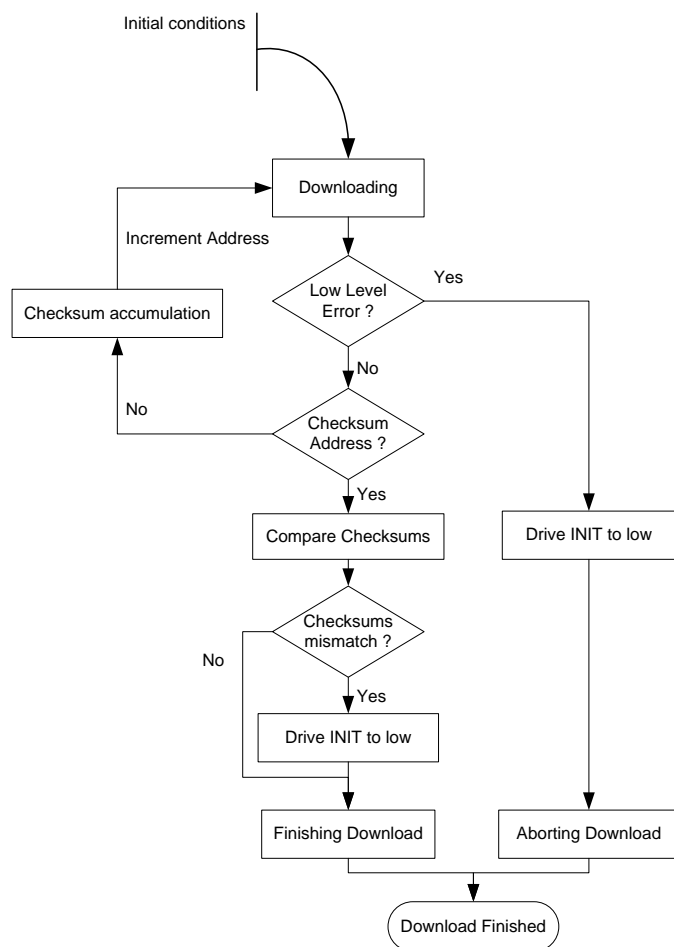 Initial conditions
Downloading
Increment Address
Low Level
Error ?
Yes
Checksum accumulation
No
No
Checksum
Address ?
Yes
Compare Checksums
Drive INIT to low
Checksums
mismatch ?
No
Yes
Drive INIT to low
Finishing Download
Aborting Download
Download Finished